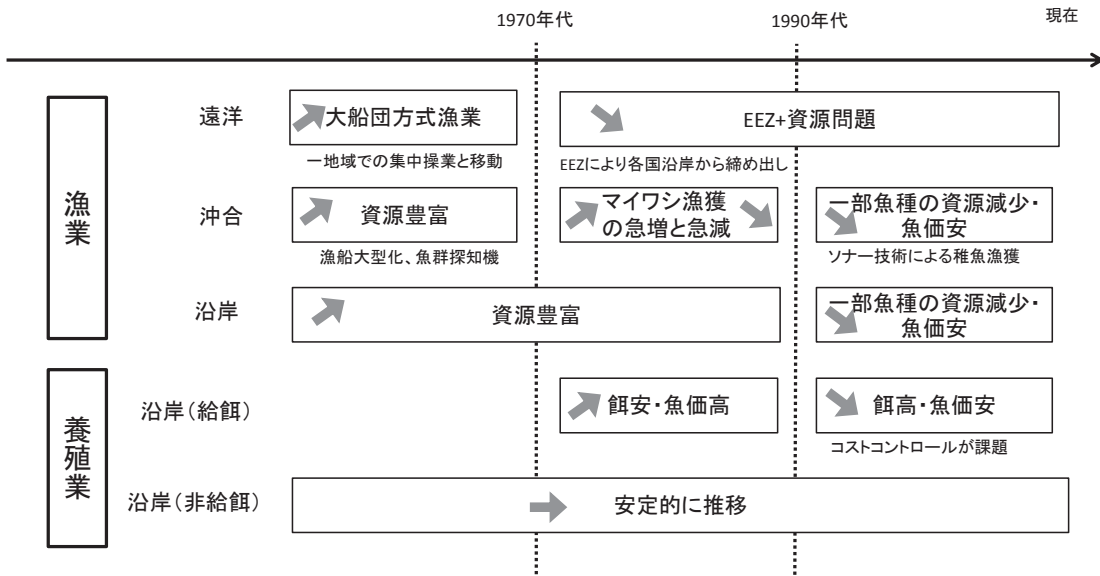 1970年代
1990年代
現在
漁業
遠洋
大船団方式漁業
一地域での集中操業と移動
EEZ+資源問題
EEZにより各国沿岸から締め出し
沖合
資源豊富
漁船大型化、魚群探知機
マイワシ漁獲
の急増と急減
一部魚種の資源減少・
魚価安
ソナー技術による稚魚漁獲
沿岸
資源豊富
一部魚種の資源減少・
魚価安
養殖業
沿岸(給餌)
餌安・魚価高
餌高・魚価安
コストコントロールが課題
沿岸(非給餌)
安定的に推移